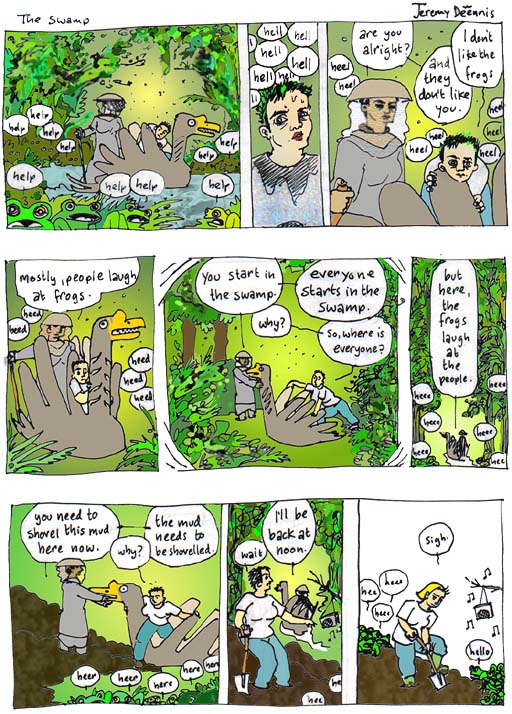 The Swamp
Jeremy Dennis
help
help
help
help
help
help
help
help
help
help
hell
hell
hell
hell
hell
hell
are you
alright?
I don't
like the
frogs
and
they
don't like
you.
heel
heel
heel
heel
heel
heel
mostly, people laugh
at frogs.
heed
heed
heed
heed
heed
You start in
the swamp.
everyone
starts in the
swamp.
why?
So, where is
everyone?
but
here,
the
frogs
laugh
at
the
people.
heee
heee
heee
heee
heee
you need to
shovel this mud
here now.
the mud
needs to
be shovelled.
why?
heer
heer
here
here
here
I'll be
back at
noon.
wait
hee
Sigh.
hee
hees
heee
hello